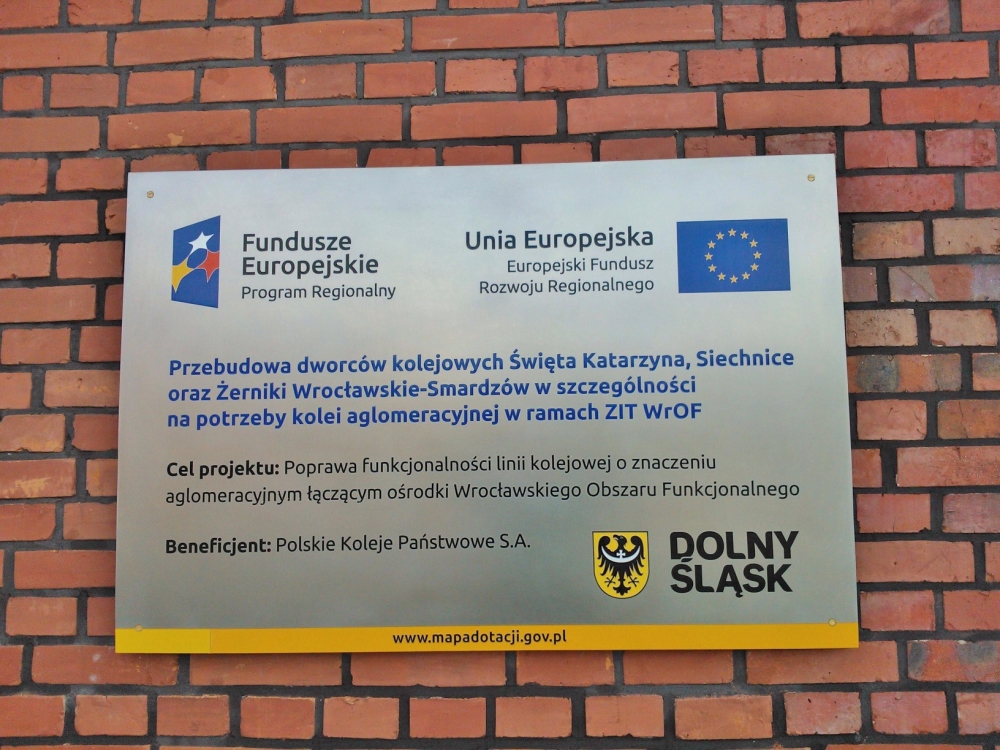 Fundusze
Europejskie
Program Regionalny
Unia Europejska
Europejski Fundusz
Rozwoju Regionalnego
Przebudowa dworców kolejowych Święta Katarzyna, Siechnice
oraz Żerniki Wrocławskie-Smardzów w szczególności
na potrzeby kolei aglomeracyjnej w ramach ZIT WrOF
Cel projektu: Poprawa funkcjonalności linii kolejowej o znaczeniu
aglomeracyjnym łączącym ośrodki Wrocławskiego Obszaru Funkcjonalnego
Beneficjent: Polskie Koleje Państwowe S.A.
DOLNY
ŚLĄSK
www.mapadotacji.gov.pl